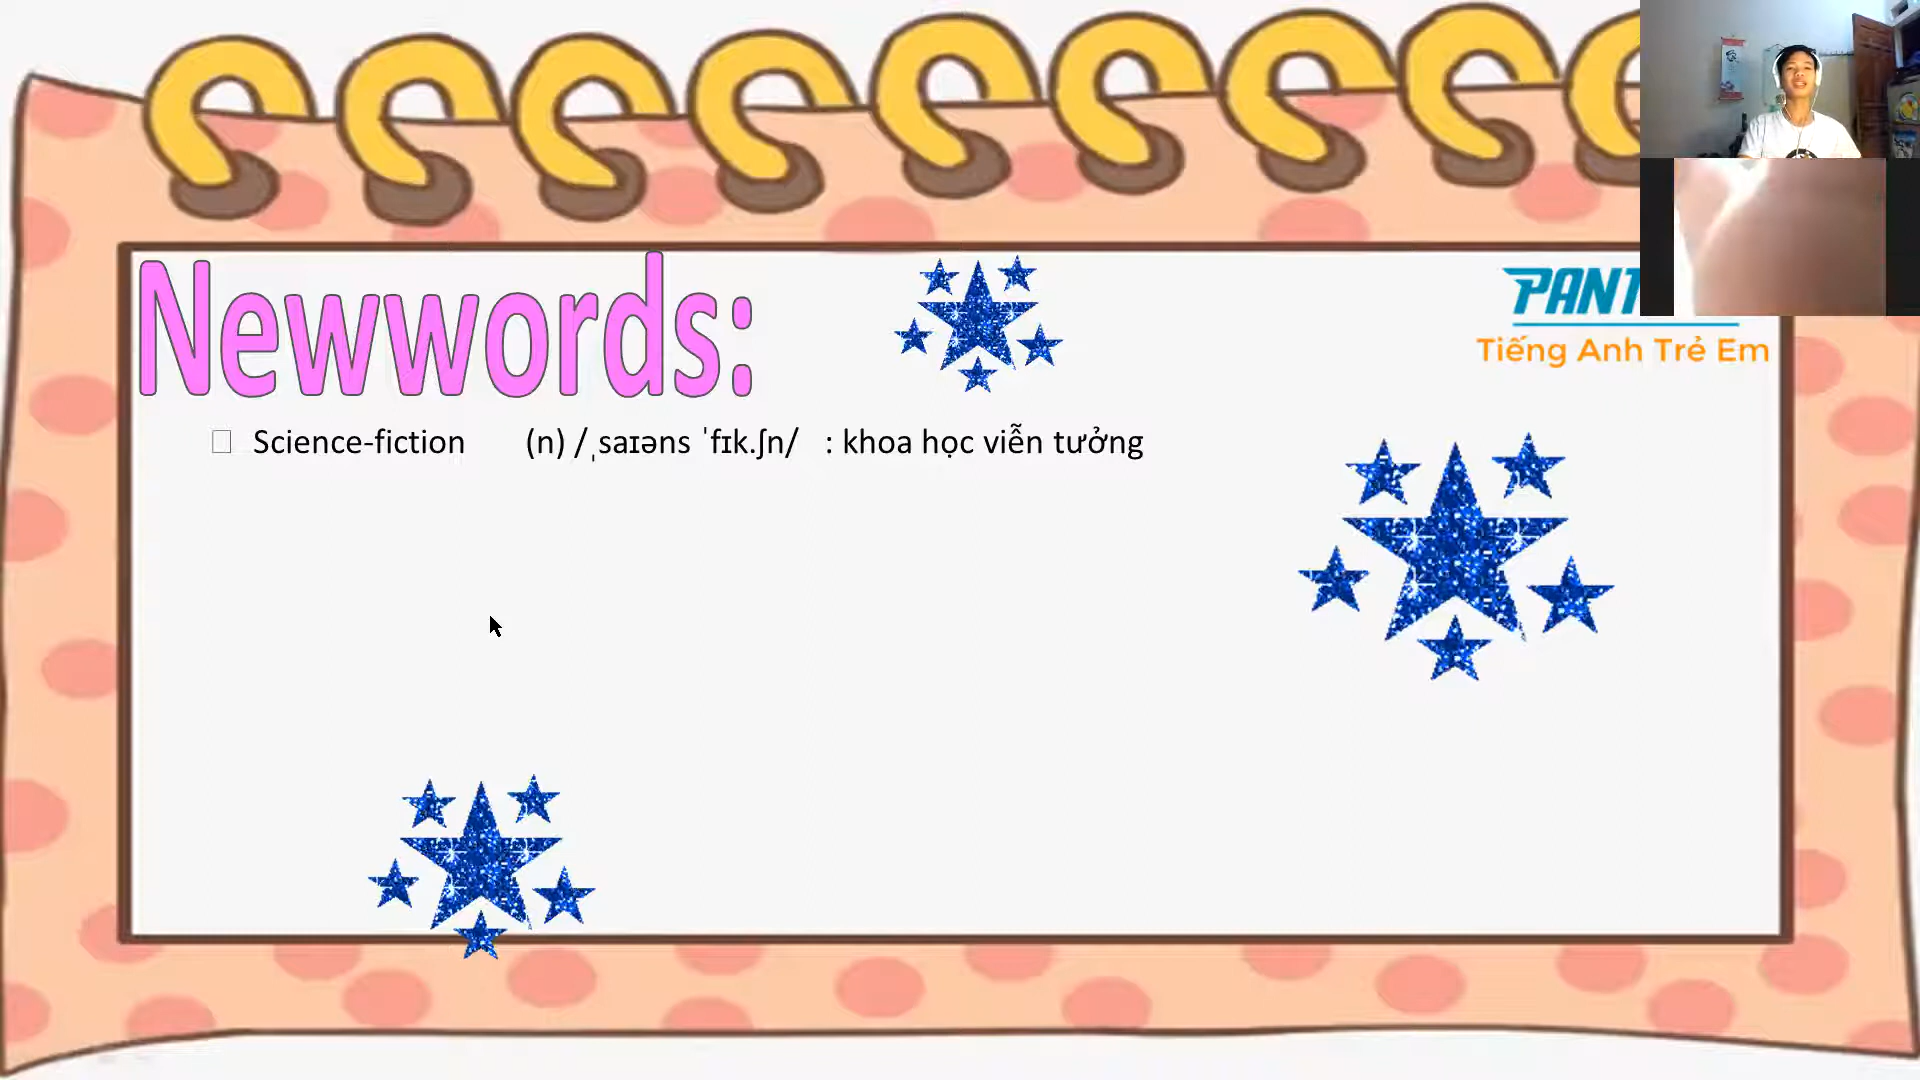 Newwords:
PANT
Tiếng Anh Trẻ Em
Science-fiction (n) /ˌsaɪəns ˈfɪk.ʃn/ : khoa học viễn tưởng